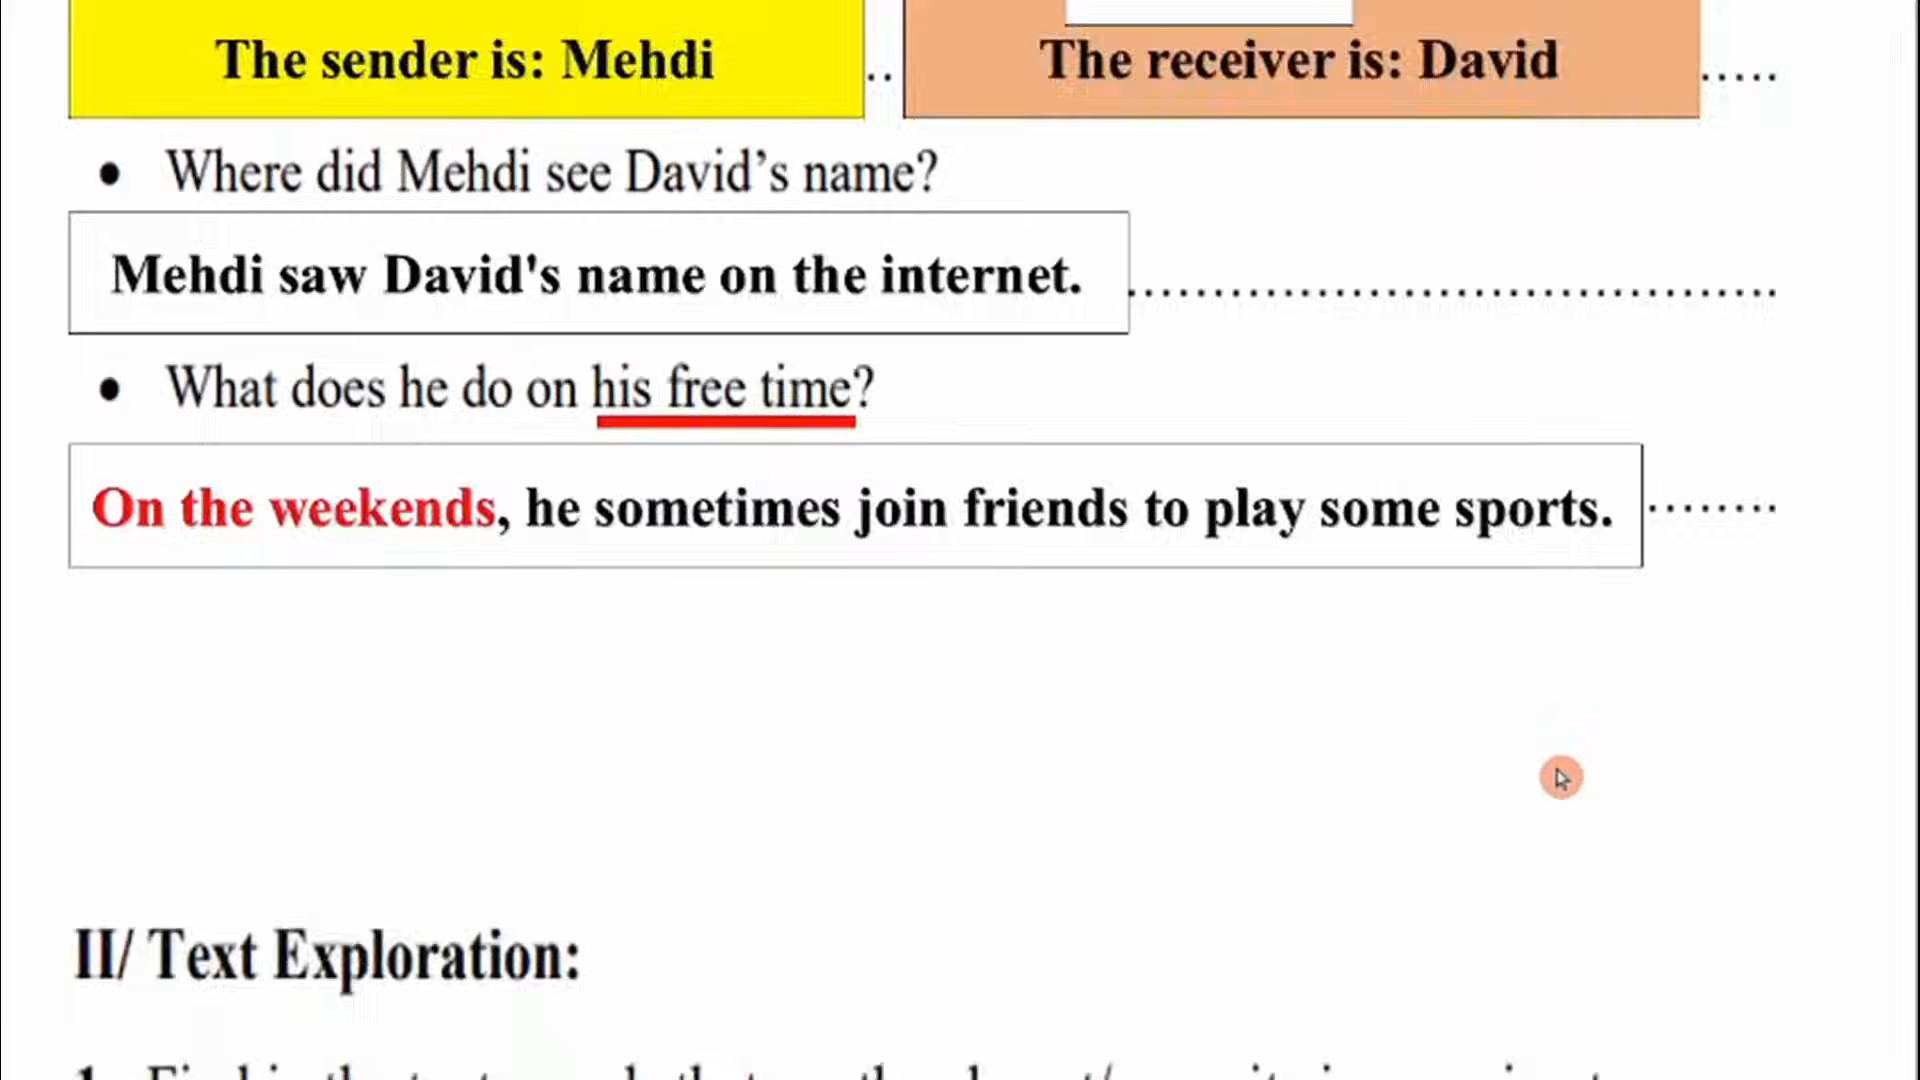 The sender is: Mehdi .. The receiver is: David .....
• Where did Mehdi see David’s name?
Mehdi saw David's name on the internet. ....................................
• What does he do on his free time?
On the weekends, he sometimes join friends to play some sports. ........
II/ Text Exploration: